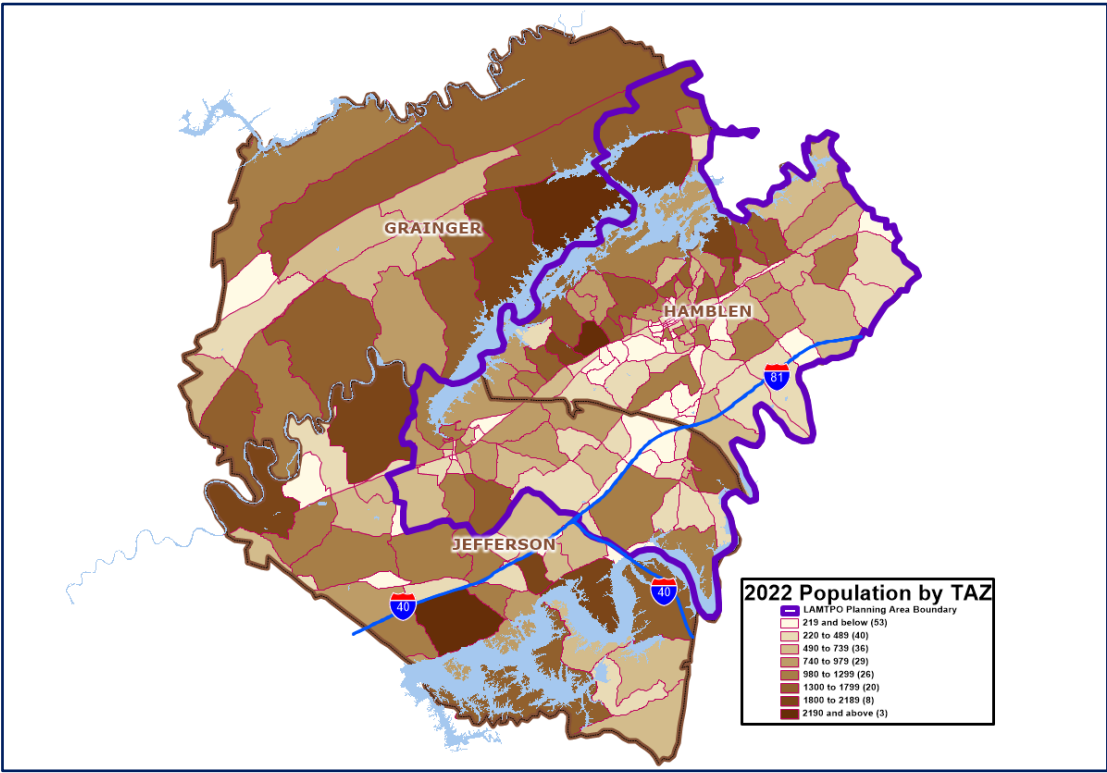 GRAINGER
HAMBLEN
81
JEFFERSON
40
40
2022 Population by TAZ
LAMTPO Planning Area Boundary
219 and below (53)
220 to 489 (40)
490 to 739 (36)
740 to 979 (29)
980 to 1299 (26)
1300 to 1799 (20)
1800 to 2189 (8)
2190 and above (3)